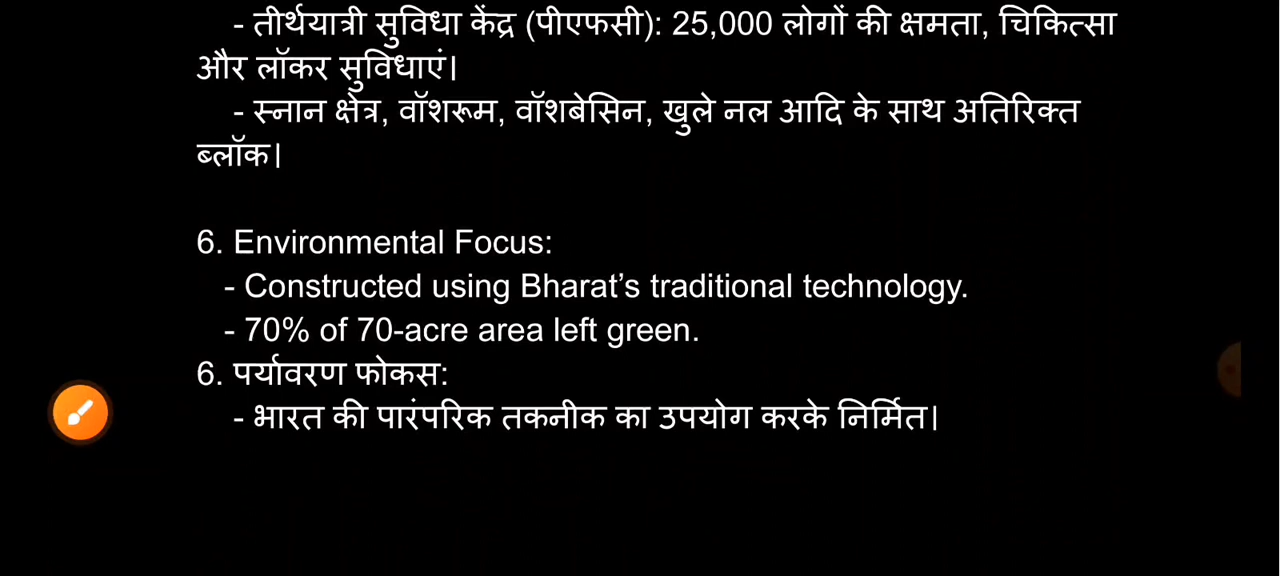 - तीर्थयात्री सुविधा केंद्र (पीएफसी): 25,000 लोगों की क्षमता, चिकित्सा
और लॉकर सुविधाएं।
- स्नान क्षेत्र, वॉशरूम, वॉशबेसिन, खुले नल आदि के साथ अतिरिक्त
ब्लॉक।
6. Environmental Focus:
- Constructed using Bharat’s traditional technology.
- 70% of 70-acre area left green.
6. पर्यावरण फोकस:
- भारत की पारंपरिक तकनीक का उपयोग करके निर्मित।